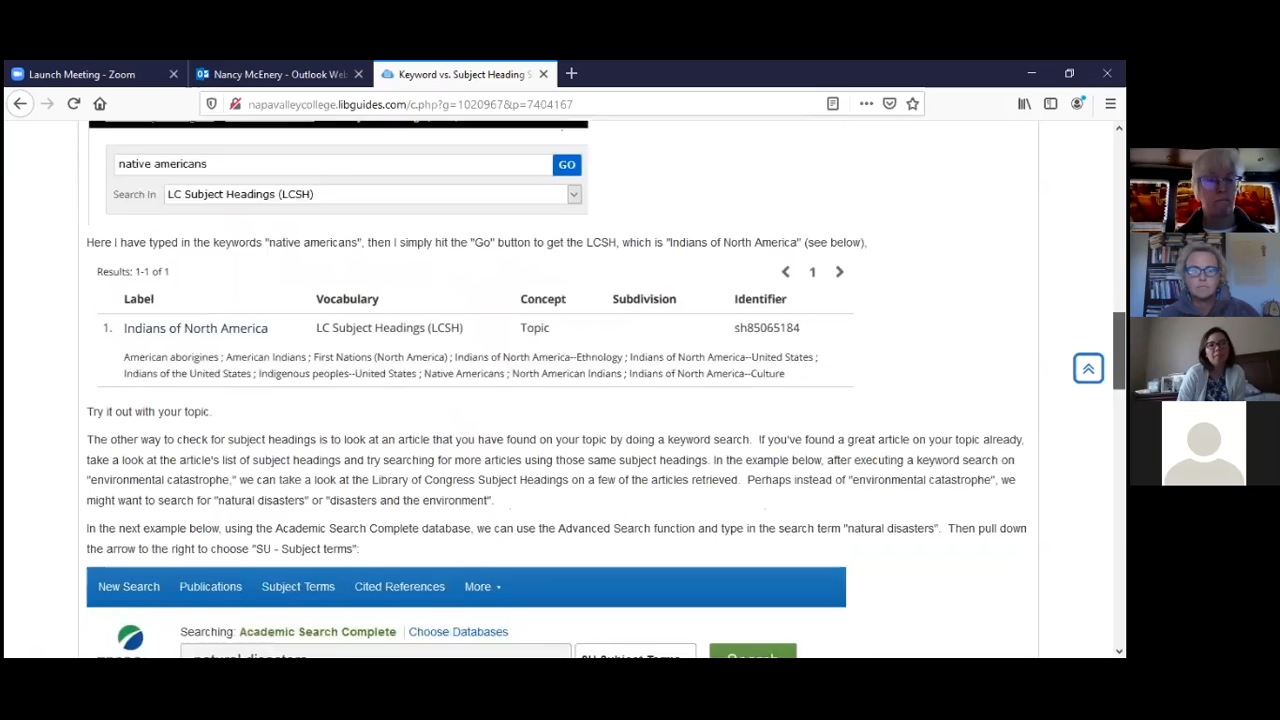 Launch Meeting - Zoom
Nancy McEnery - Outlook Web
Keyword vs. Subject Heading S
napavalleycollege.libguides.com/c.php?g=1020967&p=7404167
native americans
GO
Search In
LC Subject Headings (LCSH)
Here I have typed in the keywords "native americans", then I simply hit the "Go" button to get the LCSH, which is "Indians of North America" (see below),
Results: 1-1 of 1
1
Label Vocabulary Concept Subdivision Identifier
1. Indians of North America LC Subject Headings (LCSH) Topic sh85065184
American aborigines ; American Indians ; First Nations (North America) ; Indians of North America--Ethnology ; Indians of North America--United States ;
Indians of the United States ; Indigenous peoples--United States ; Native Americans ; North American Indians ; Indians of North America--Culture
Try it out with your topic.
The other way to check for subject headings is to look at an article that you have found on your topic by doing a keyword search. If you've found a great article on your topic already,
take a look at the article's list of subject headings and try searching for more articles using those same subject headings. In the example below, after executing a keyword search on
"environmental catastrophe," we can take a look at the Library of Congress Subject Headings on a few of the articles retrieved. Perhaps instead of "environmental catastrophe", we
might want to search for "natural disasters" or "disasters and the environment".
In the next example below, using the Academic Search Complete database, we can use the Advanced Search function and type in the search term "natural disasters". Then pull down
the arrow to the right to choose "SU - Subject terms":
New Search Publications Subject Terms Cited References More
Searching: Academic Search Complete | Choose Databases
natural disasters SU Subject Terms Search